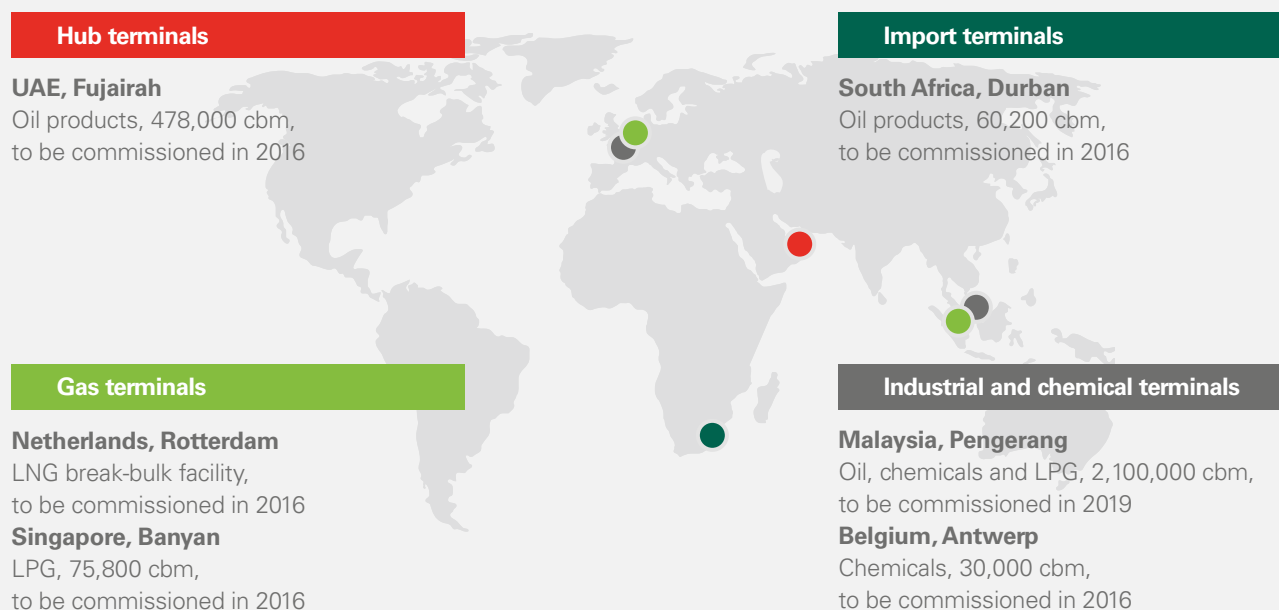 Hub terminals
UAE, Fujairah
Oil products, 478,000 cbm,
to be commissioned in 2016
Import terminals
South Africa, Durban
Oil products, 60,200 cbm,
to be commissioned in 2016
Gas terminals
Netherlands, Rotterdam
LNG break-bulk facility,
to be commissioned in 2016
Singapore, Banyan
LPG, 75,800 cbm,
to be commissioned in 2016
Industrial and chemical terminals
Malaysia, Pengerang
Oil, chemicals and LPG, 2,100,000 cbm,
to be commissioned in 2019
Belgium, Antwerp
Chemicals, 30,000 cbm,
to be commissioned in 2016